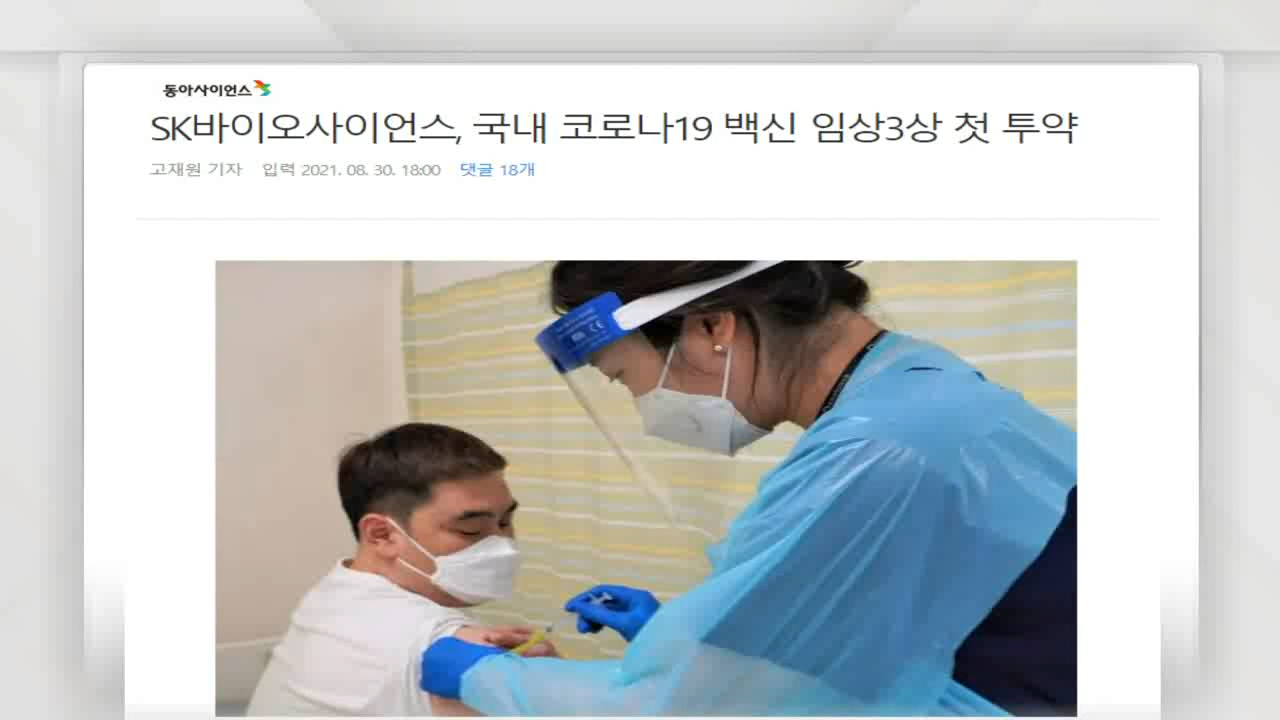 동아사이언스
SK바이오사이언스, 국내 코로나19 백신 임상3상 첫 투약
고재원 기자 입력 2021. 08. 30. 18:00 댓글 18개
CE